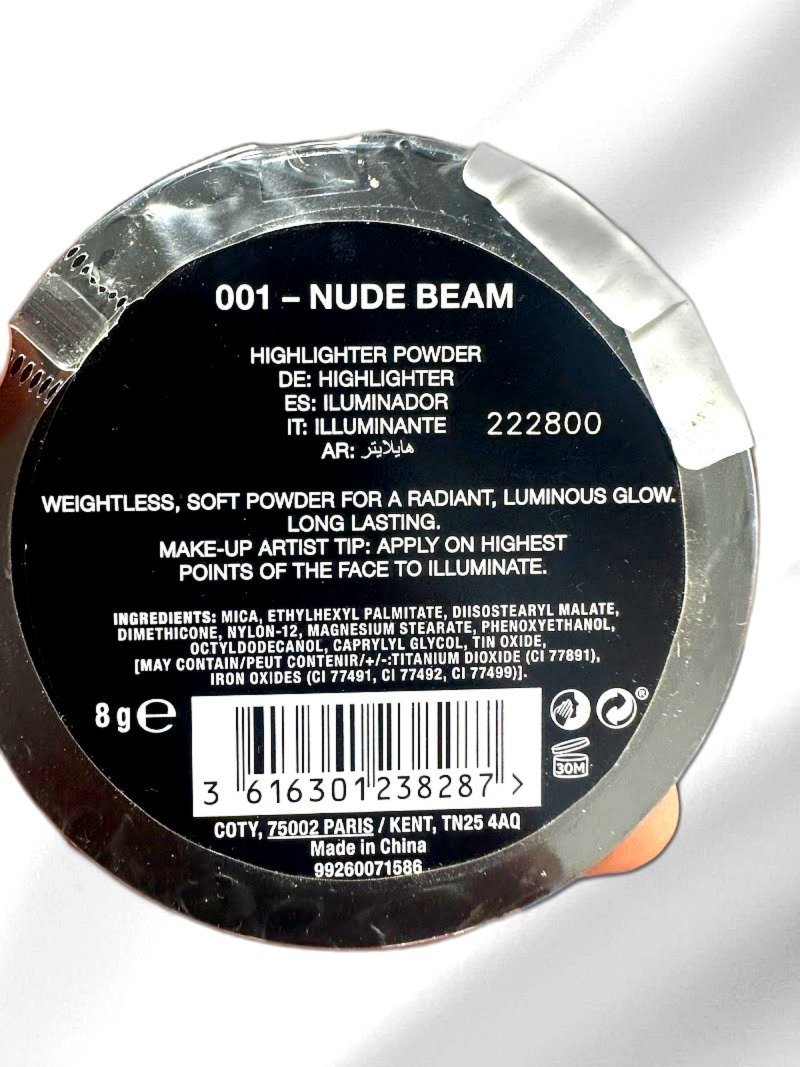 001 – NUDE BEAM
HIGHLIGHTER POWDER
DE: HIGHLIGHTER
ES: ILUMINADOR
IT: ILLUMINANTE
222800
AR: هايلايتر
WEIGHTLESS, SOFT POWDER FOR A RADIANT, LUMINOUS GLOW.
LONG LASTING.
MAKE-UP ARTIST TIP: APPLY ON HIGHEST
POINTS OF THE FACE TO ILLUMINATE.
INGREDIENTS: MICA, ETHYLHEXYL PALMITATE, DIISOSTEARYL MALATE,
DIMETHICONE, NYLON-12, MAGNESIUM STEARATE, PHENOXYETHANOL,
OCTYLDODECANOL, CAPRYLYL GLYCOL, TIN OXIDE,
[MAY CONTAIN/PEUT CONTENIR/+/-:TITANIUM DIOXIDE (CI 77891),
IRON OXIDES (CI 77491, CI 77492, CI 77499)].
8 g ℮
30M
3 616301 238287 >
COTY, 75002 PARIS / KENT, TN25 4AQ
Made in China
99260071586